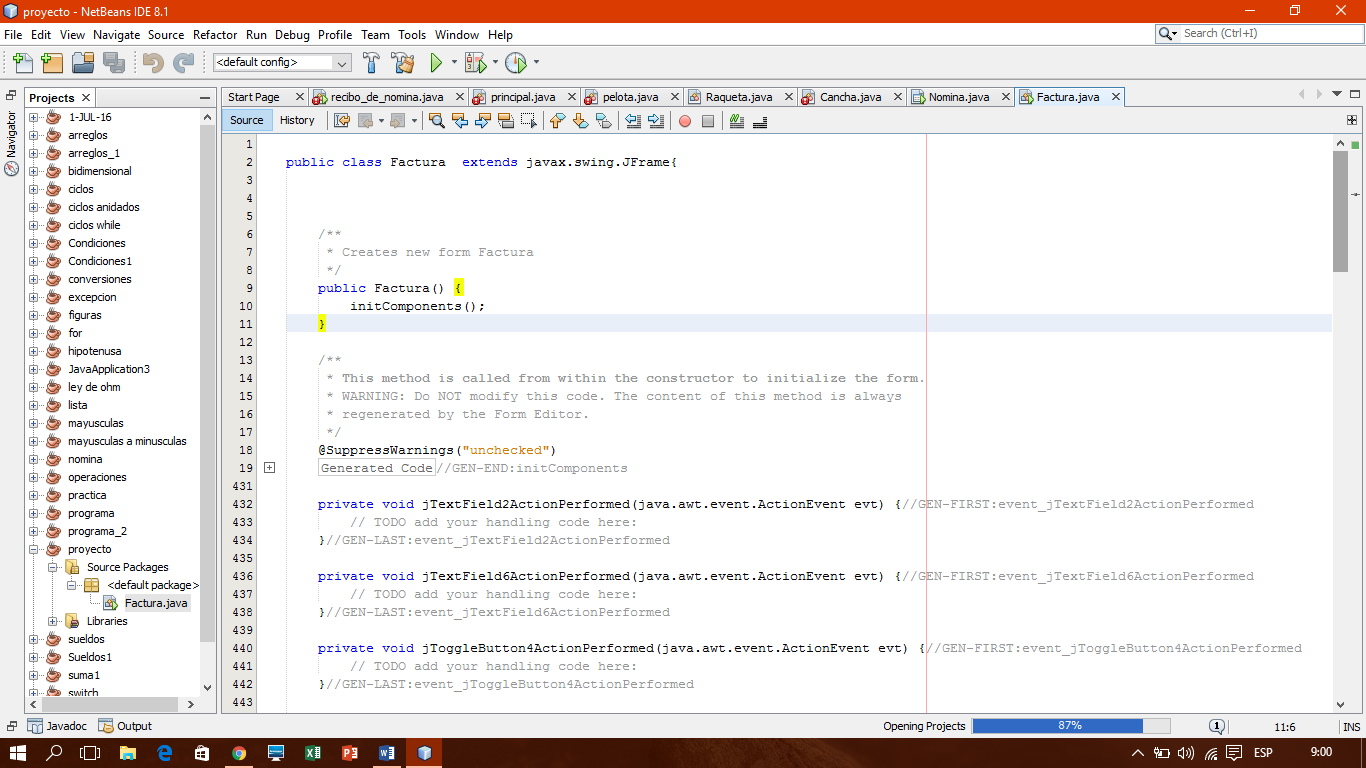 proyecto - NetBeans IDE 8.1
File Edit View Navigate Source Refactor Run Debug Profile Team Tools Window Help
Search (Ctrl+I)
<default config>
Projects
Start Page recibo_de_nomina.java principal.java pelota.java Raqueta.java Cancha.java Nomina.java Factura.java
Navigator
Source History
1-JUL-16
arreglos
arreglos_1
bidimensional
ciclos
ciclos anidados
ciclos while
Condiciones
Condiciones1
conversiones
excepcion
figuras
for
hipotenusa
JavaApplication3
ley de ohm
lista
mayusculas
mayusculas a minusculas
nomina
operaciones
practica
programa
programa_2
proyecto
Source Packages
<default package>
Factura.java
Libraries
sueldos
Sueldos1
suma1
switch
1
2 public class Factura  extends javax.swing.JFrame{
3
4
5
6 /**
7 * Creates new form Factura
8 */
9 public Factura() {
10 initComponents();
11 }
12
13 /**
14 * This method is called from within the constructor to initialize the form.
15 * WARNING: Do NOT modify this code. The content of this method is always
16 * regenerated by the Form Editor.
17 */
18 @SuppressWarnings("unchecked")
19 Generated Code//GEN-END:initComponents
431
432 private void jTextField2ActionPerformed(java.awt.event.ActionEvent evt) {//GEN-FIRST:event_jTextField2ActionPerformed
433 // TODO add your handling code here:
434 }//GEN-LAST:event_jTextField2ActionPerformed
435
436 private void jTextField6ActionPerformed(java.awt.event.ActionEvent evt) {//GEN-FIRST:event_jTextField6ActionPerformed
437 // TODO add your handling code here:
438 }//GEN-LAST:event_jTextField6ActionPerformed
439
440 private void jToggleButton4ActionPerformed(java.awt.event.ActionEvent evt) {//GEN-FIRST:event_jToggleButton4ActionPerformed
441 // TODO add your handling code here:
442 }//GEN-LAST:event_jToggleButton4ActionPerformed
443
Javadoc Output
Opening Projects 87% 1 11:6 INS
ESP 9:00